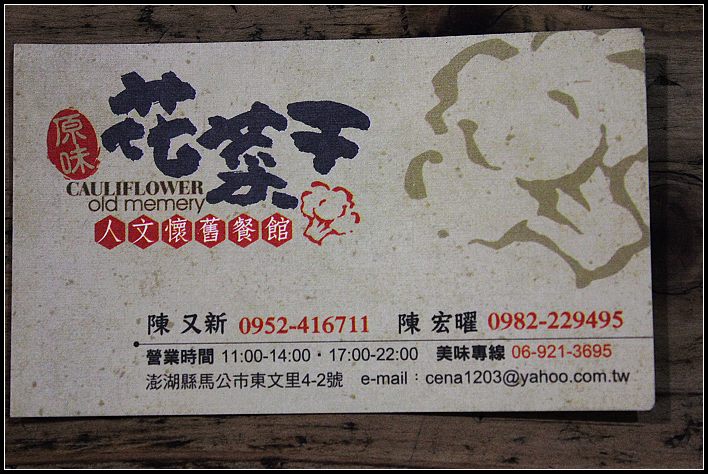 原味
花菜干
CAULIFLOWER
old memery
人文懷舊餐館
陳又新 0952-416711 陳宏曜 0982-229495
營業時間 11:00-14:00・17:00-22:00 美味專線 06-921-3695
澎湖縣馬公市東文里4-2號 e-mail：cena1203@yahoo.com.tw